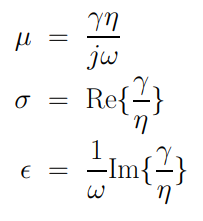 μ = γη / jω
σ = Re{γ / η}
ϵ = 1 / ω Im{γ / η}